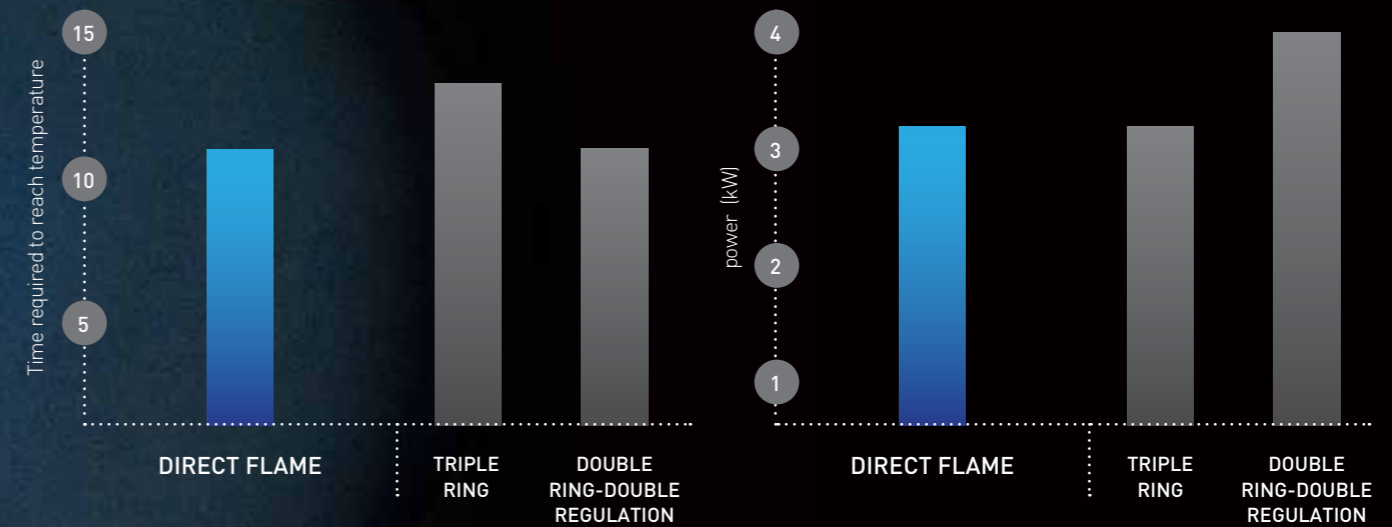 15
10
5
Time required to reach temperature
DIRECT FLAME
TRIPLE
RING
DOUBLE
RING-DOUBLE
REGULATION
4
3
2
1
power (kW)
DIRECT FLAME
TRIPLE
RING
DOUBLE
RING-DOUBLE
REGULATION